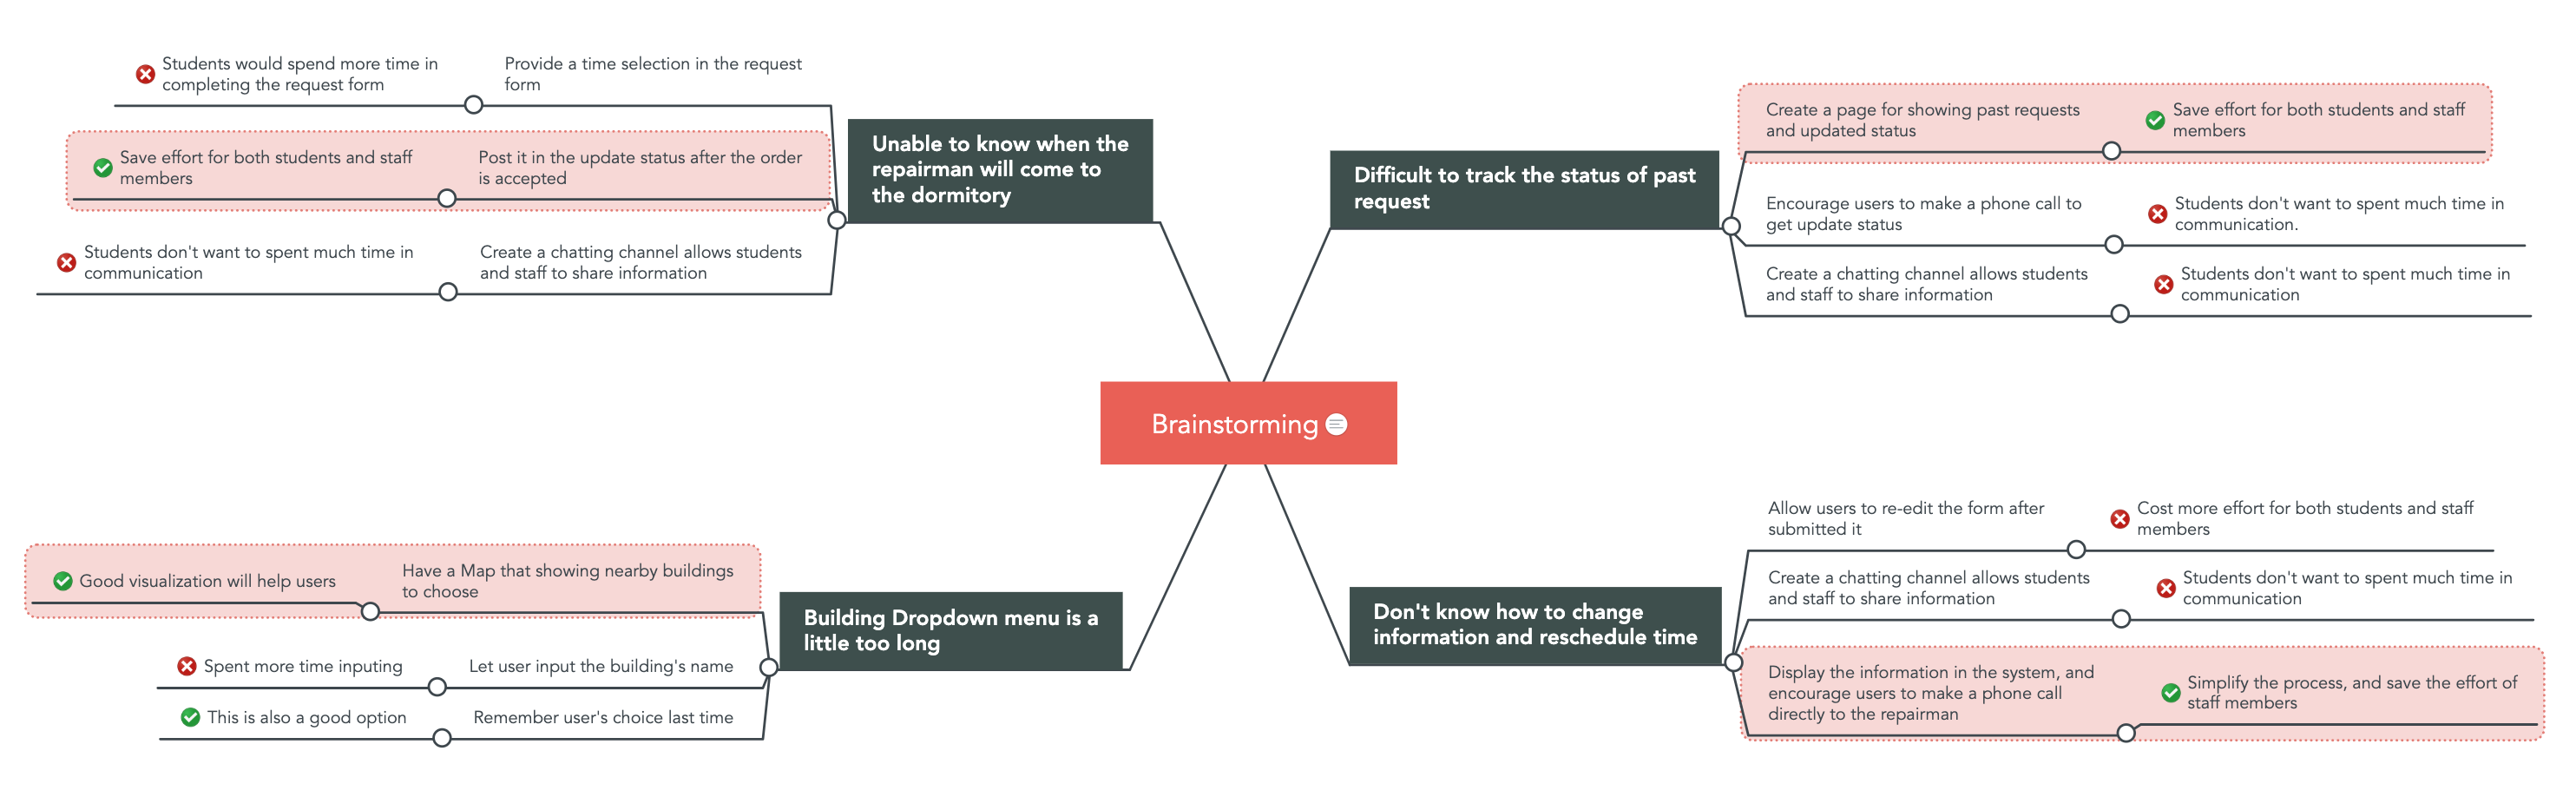 Students would spend more time in
completing the request form
Provide a time selection in the request
form
Save effort for both students and staff
members
Post it in the update status after the order
is accepted
Students don't want to spent much time in
communication
Create a chatting channel allows students
and staff to share information
Unable to know when the
repairman will come to
the dormitory
Difficult to track the status of past
request
Create a page for showing past requests
and updated status
Save effort for both students and staff
members
Encourage users to make a phone call to
get update status
Students don't want to spent much time in
communication.
Create a chatting channel allows students
and staff to share information
Students don't want to spent much time in
communication
Brainstorming
Good visualization will help users
Have a Map that showing nearby buildings
to choose
Spent more time inputing
Let user input the building's name
This is also a good option
Remember user's choice last time
Building Dropdown menu is a
little too long
Don't know how to change
information and reschedule time
Allow users to re-edit the form after
submitted it
Cost more effort for both students and staff
members
Create a chatting channel allows students
and staff to share information
Students don't want to spent much time in
communication
Display the information in the system, and
encourage users to make a phone call
directly to the repairman
Simplify the process, and save the effort of
staff members